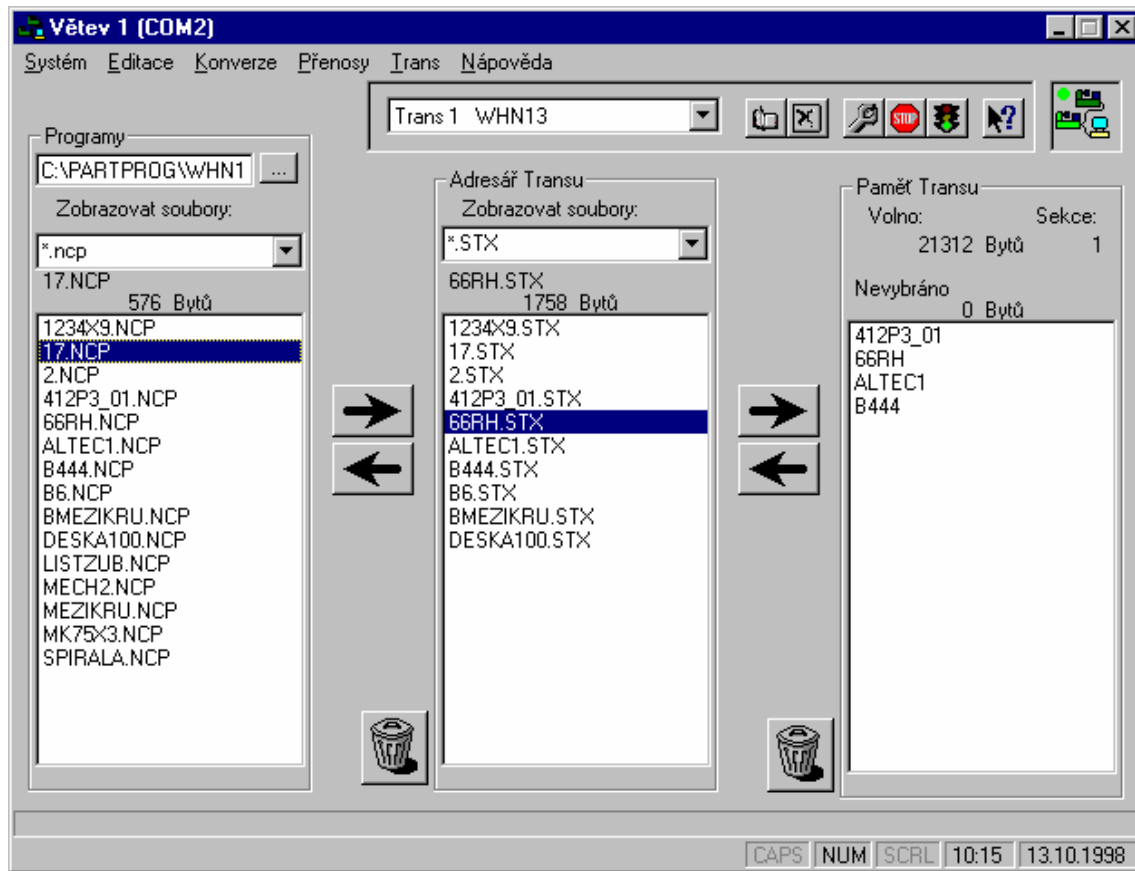 Větev 1 (COM2)
Systém Editace Konverze Přenosy Trans Nápověda
Trans 1 WHN13
STOP
?
Programy
C:\PARTPROG\WHN1
...
Zobrazovat soubory:
*.ncp
17.NCP
576 Bytů
1234X9.NCP
17.NCP
2.NCP
412P3_01.NCP
66RH.NCP
ALTEC1.NCP
B444.NCP
B6.NCP
BMEZIKRU.NCP
DESKA100.NCP
LISTZUB.NCP
MECH2.NCP
MEZIKRU.NCP
MK75X3.NCP
SPIRALA.NCP
Adresář Transu
Zobrazovat soubory:
*.STX
66RH.STX
1758 Bytů
1234X9.STX
17.STX
2.STX
412P3_01.STX
66RH.STX
ALTEC1.STX
B444.STX
B6.STX
BMEZIKRU.STX
DESKA100.STX
Paměť Transu
Volno: Sekce:
21312 Bytů 1
Nevybráno
0 Bytů
412P3_01
66RH
ALTEC1
B444
CAPS NUM SCRL 10:15 13.10.1998